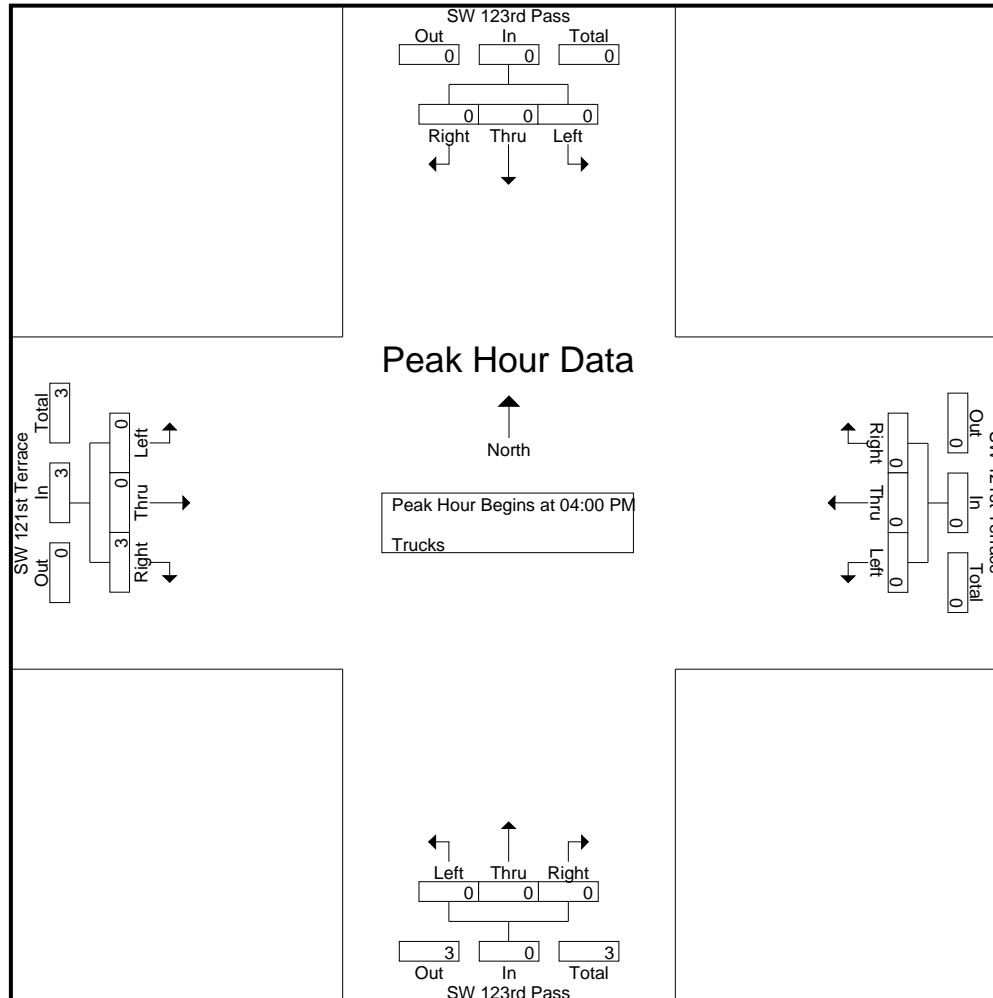 SW 123rd Pass
Out In Total
0 0 0
0 0 0
Right Thru Left
Peak Hour Data
North
Peak Hour Begins at 04:00 PM
Trucks
SW 121st Terrace
Total In Out
3 3 0
0 0 3
Left Thru Right
Right Thru Left
0 0 0
Out In Total
0 0 0
Left Thru Right
0 0 0
3 0 3
Out In Total
SW 123rd Pass